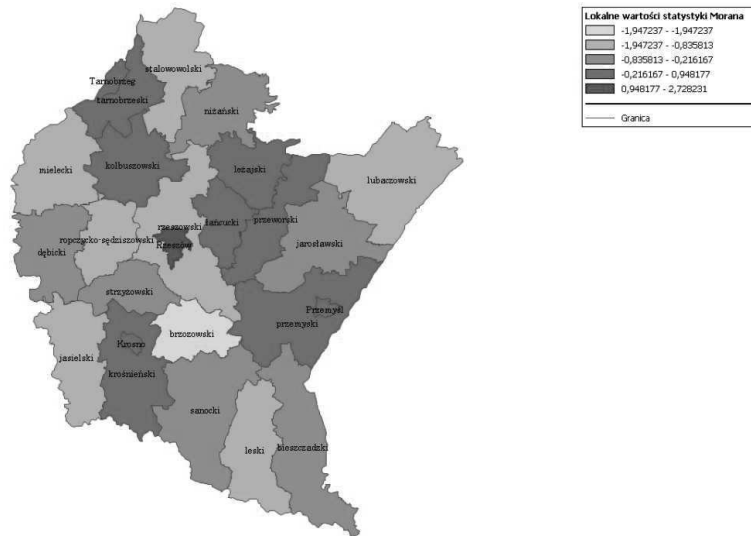 Lokalne wartości statystyki Morana
-1,947237 - -1,947237
-1,947237 - -0,835813
-0,835813 - -0,216167
-0,216167 - 0,948177
0,948177 - 2,728231
Granica
stalowowolski
Tarnobrzeg
tarnobrzeski
niżański
mielecki
kolbuszowski
leżajski
lubaczowski
łańcucki
przeworski
rzeszowski
ropczycko-sędziszowski
Rzeszów
jarosławski
dębicki
strzyżowski
Przemyśl
przemyski
brzozowski
Krosno
jasielski
krośnieński
sanocki
leski
bieszczadzki